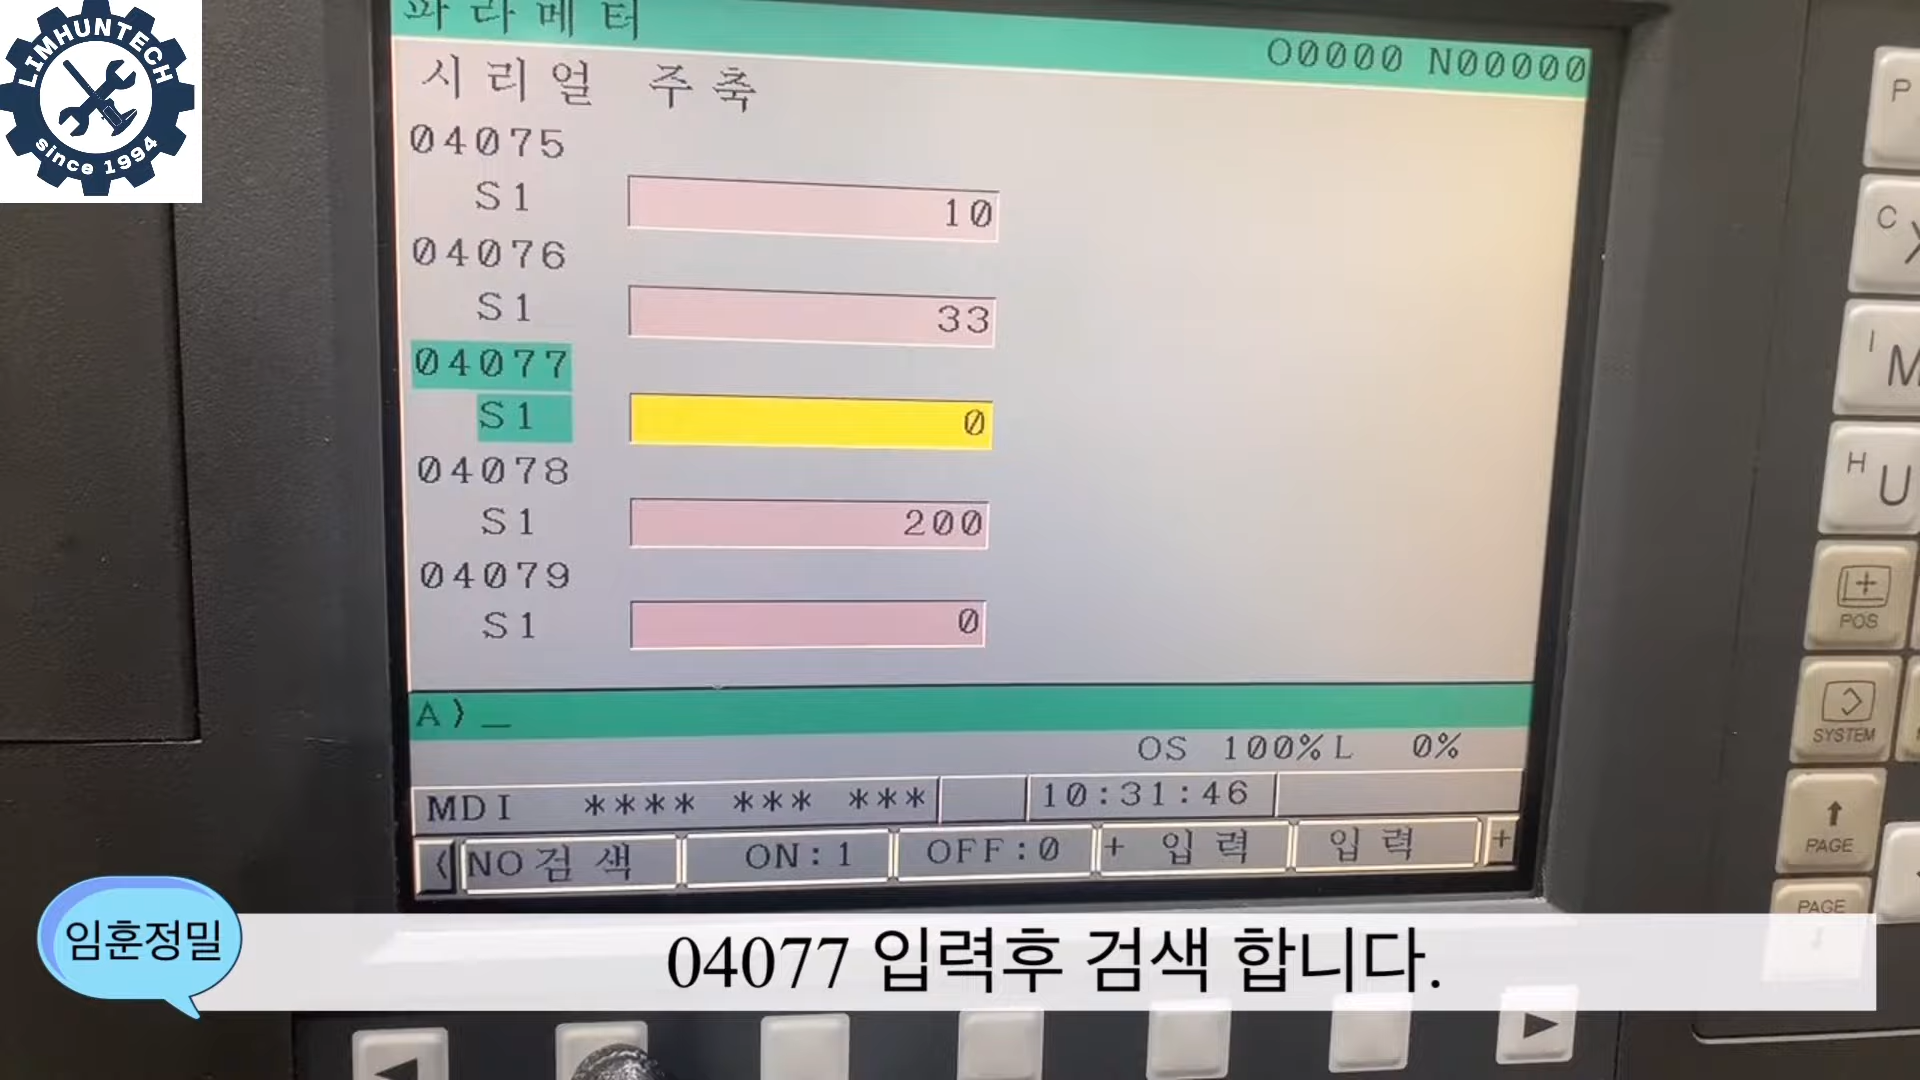 LIMHUNTECH
since 1994
파라메터
O0000 N00000
시리얼 주축
04075
S1 10
04076
S1 33
04077
S1 0
04078
S1 200
04079
S1 0
A>_
OS 100% L 0%
MDI **** *** *** 10:31:46
NO검색 ON:1 OFF:0 + 입력 입력 +
P
C X
I M
H U
POS
SYSTEM
PAGE
PAGE
임훈정밀
04077 입력후 검색 합니다.